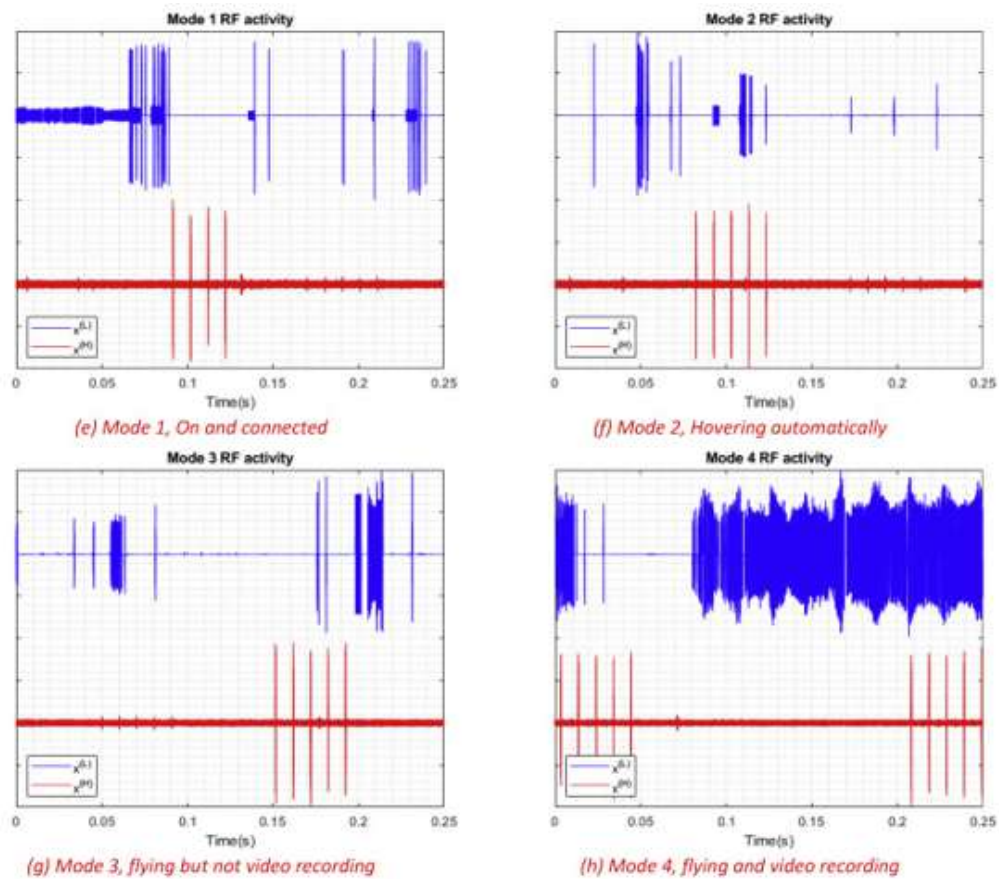 Mode 1 RF activity
x(L)
x(H)
0 0.05 0.1 0.15 0.2 0.25
Time(s)
(e) Mode 1, On and connected
Mode 2 RF activity
x(L)
x(H)
0 0.05 0.1 0.15 0.2 0.25
Time(s)
(f) Mode 2, Hovering automatically
Mode 3 RF activity
x(L)
x(H)
0 0.05 0.1 0.15 0.2 0.25
Time(s)
(g) Mode 3, flying but not video recording
Mode 4 RF activity
x(L)
x(H)
0 0.05 0.1 0.15 0.2 0.25
Time(s)
(h) Mode 4, flying and video recording